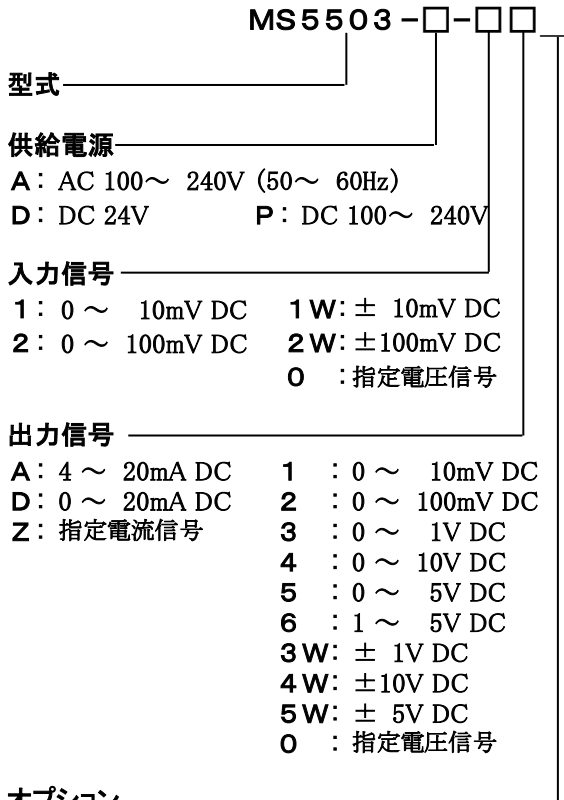 MS5503-□-□□
型式
供給電源
A: AC 100～ 240V (50～ 60Hz)
D: DC 24V P: DC 100～ 240V
入力信号
1: 0 ～ 10mV DC 1W: ± 10mV DC
2: 0 ～ 100mV DC 2W: ±100mV DC
0 :指定電圧信号
出力信号
A: 4 ～ 20mA DC 1 : 0 ～ 10mV DC
D: 0 ～ 20mA DC 2 : 0 ～ 100mV DC
Z: 指定電流信号 3 : 0 ～ 1V DC
4 : 0 ～ 10V DC
5 : 0 ～ 5V DC
6 : 1 ～ 5V DC
3W: ± 1V DC
4W: ±10V DC
5W: ± 5V DC
0 : 指定電圧信号
オプション